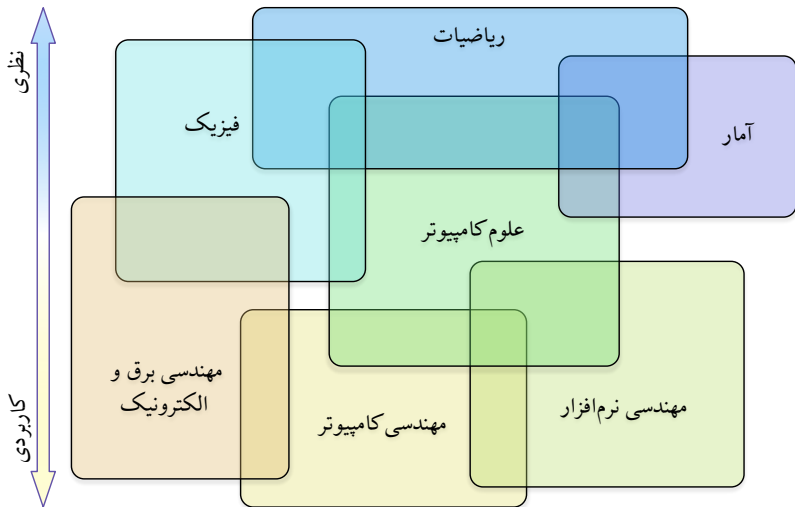 ریاضیات
نظری
فیزیک
آمار
علوم کامپیوتر
مهندسی برق و
الکترونیک
مهندسی کامپیوتر
مهندسی نرم‌افزار
کاربردی